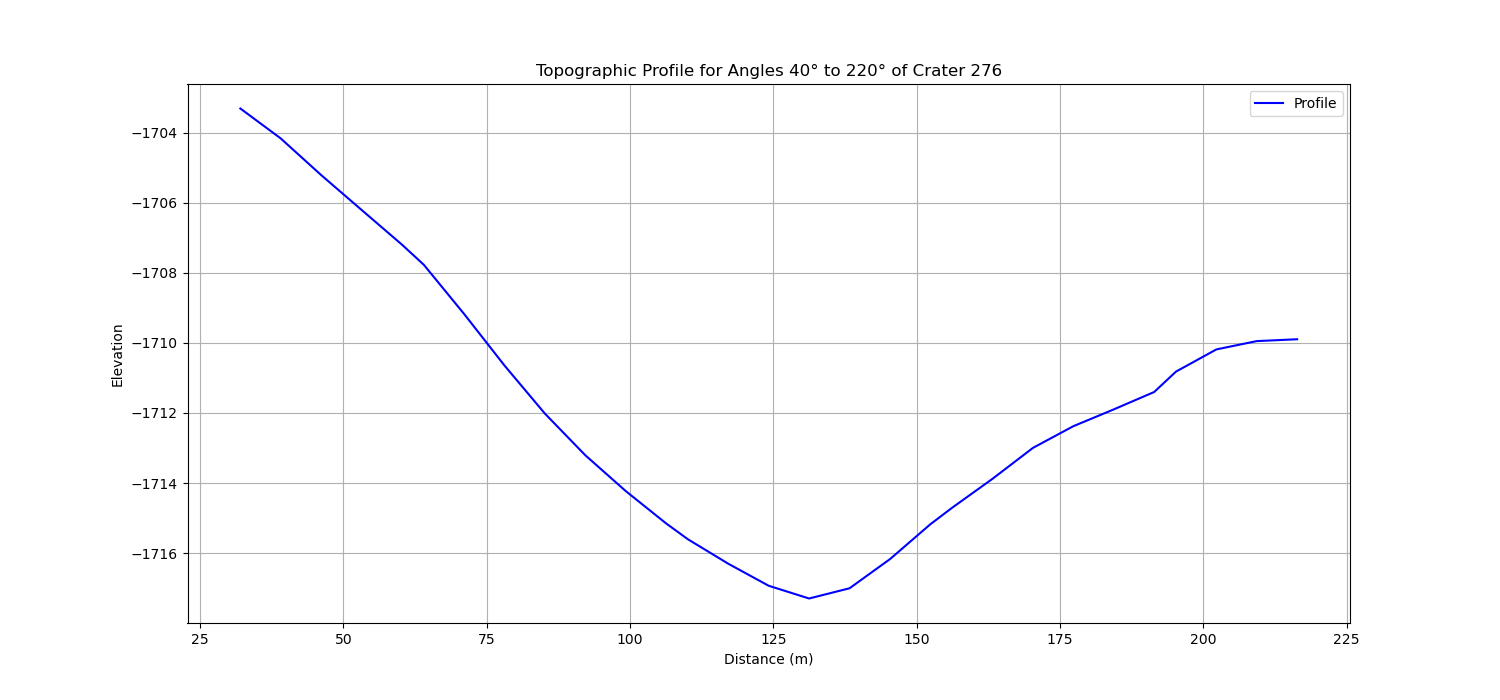 Topographic Profile for Angles 40° to 220° of Crater 276
Profile
−1704
−1706
−1708
−1710
−1712
−1714
−1716
Elevation
25 50 75 100 125 150 175 200 225
Distance (m)